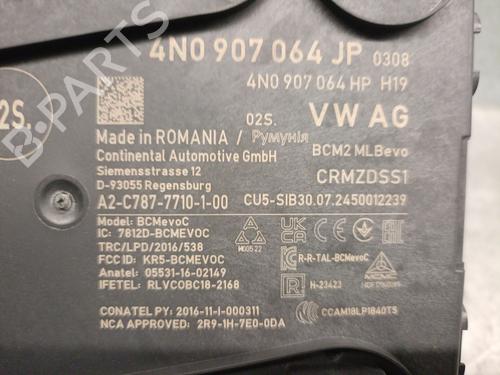 4N0 907 064 JP 0308
4N0 907 064 HP H19
2S.
02S. VW AG
Made in ROMANIA / Румунія
Continental Automotive GmbH BCM2 MLBevo
Siemensstrasse 12
D-93055 Regensburg CRMZDSS1
A2-C787-7710-1-00 CU5-SIB30.07.2450012239
Model: BCMevoC
IC: 7812D-BCMEVOC
TRC/LPD/2016/538
FCC ID: KR5-BCMEVOC
Anatel: 05531-16-02149
IFETEL: RLVCOBC18-2168
R-R-TAL-BCMevoC
H-23423
CONATEL PY: 2016-11-I-000311
NCA APPROVED: 2R9-1H-7E0-0DA
CCAM18LP1840T5
B-PARTS